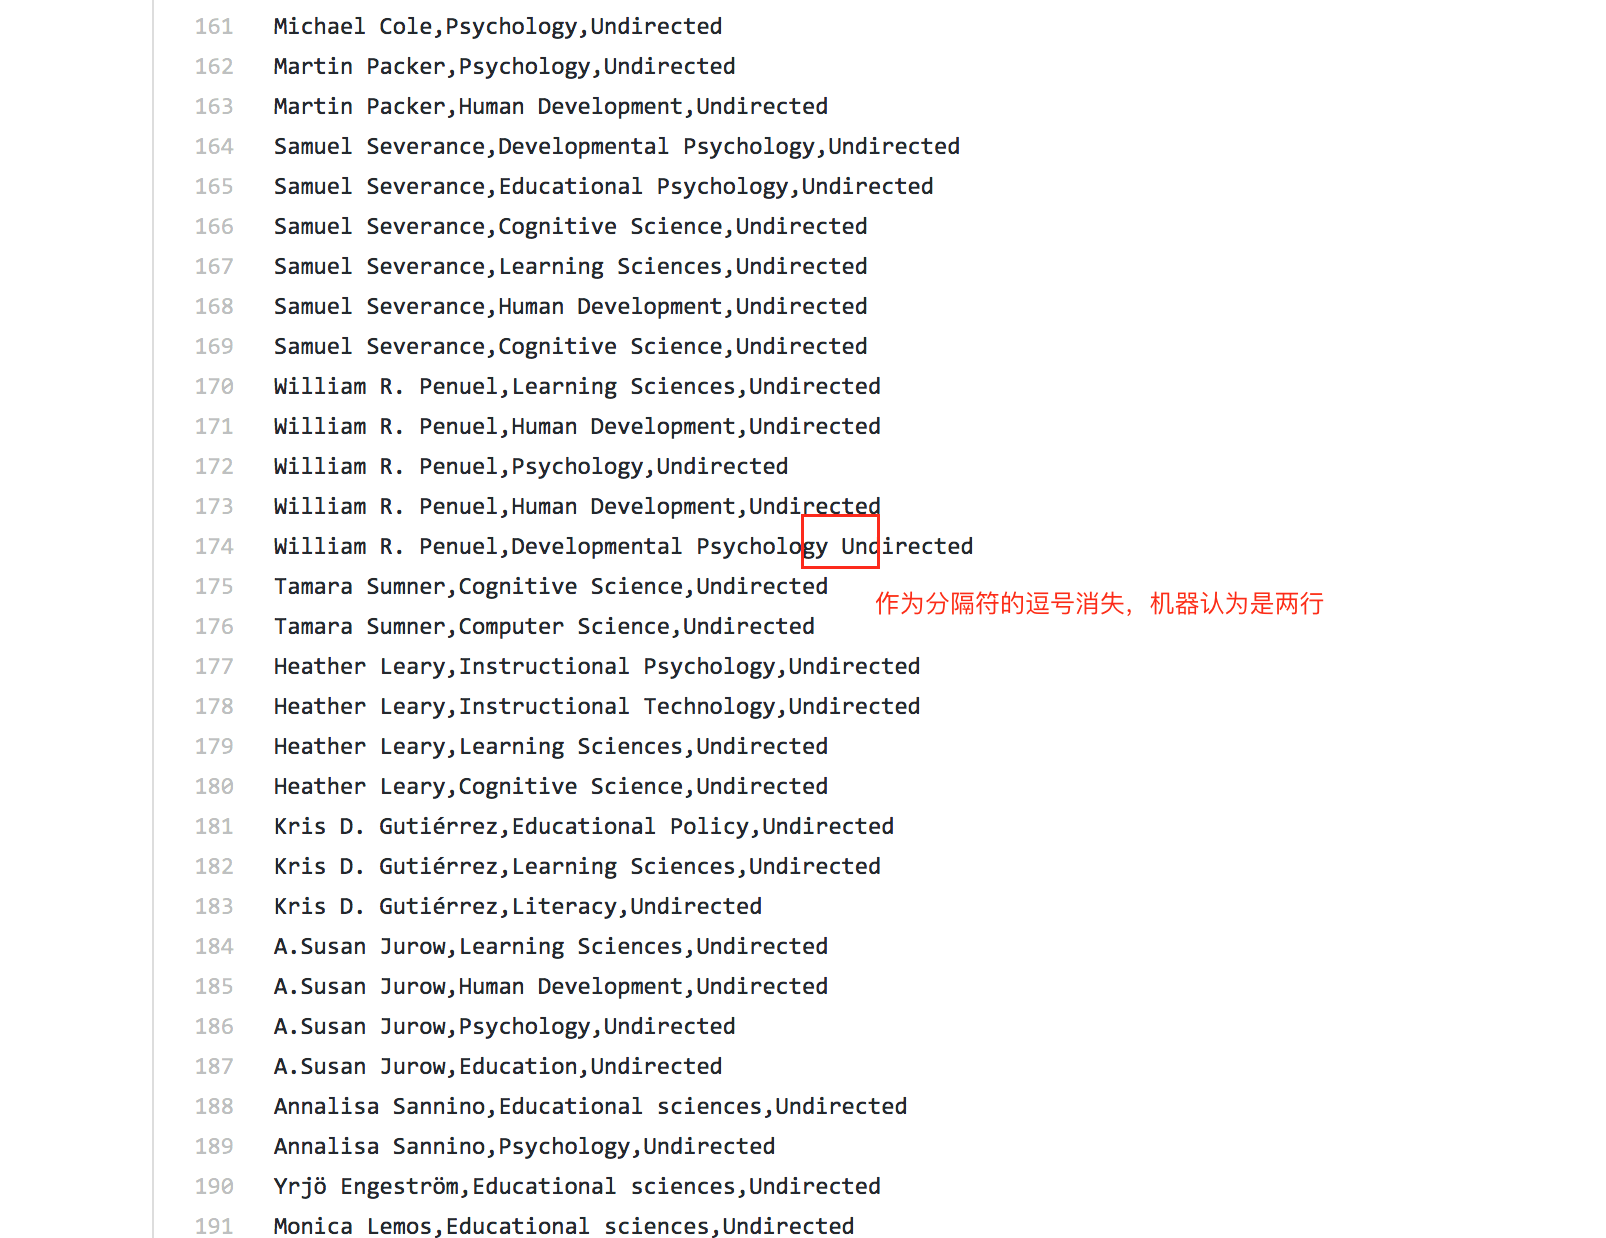 161 Michael Cole,Psychology,Undirected
162 Martin Packer,Psychology,Undirected
163 Martin Packer,Human Development,Undirected
164 Samuel Severance,Developmental Psychology,Undirected
165 Samuel Severance,Educational Psychology,Undirected
166 Samuel Severance,Cognitive Science,Undirected
167 Samuel Severance,Learning Sciences,Undirected
168 Samuel Severance,Human Development,Undirected
169 Samuel Severance,Cognitive Science,Undirected
170 William R. Penuel,Learning Sciences,Undirected
171 William R. Penuel,Human Development,Undirected
172 William R. Penuel,Psychology,Undirected
173 William R. Penuel,Human Development,Undirected
174 William R. Penuel,Developmental Psychology Undirected
175 Tamara Sumner,Cognitive Science,Undirected
作为分隔符的逗号消失，机器认为是两行
176 Tamara Sumner,Computer Science,Undirected
177 Heather Leary,Instructional Psychology,Undirected
178 Heather Leary,Instructional Technology,Undirected
179 Heather Leary,Learning Sciences,Undirected
180 Heather Leary,Cognitive Science,Undirected
181 Kris D. Gutiérrez,Educational Policy,Undirected
182 Kris D. Gutiérrez,Learning Sciences,Undirected
183 Kris D. Gutiérrez,Literacy,Undirected
184 A.Susan Jurow,Learning Sciences,Undirected
185 A.Susan Jurow,Human Development,Undirected
186 A.Susan Jurow,Psychology,Undirected
187 A.Susan Jurow,Education,Undirected
188 Annalisa Sannino,Educational sciences,Undirected
189 Annalisa Sannino,Psychology,Undirected
190 Yrjö Engeström,Educational sciences,Undirected
191 Monica Lemos,Educational sciences,Undirected